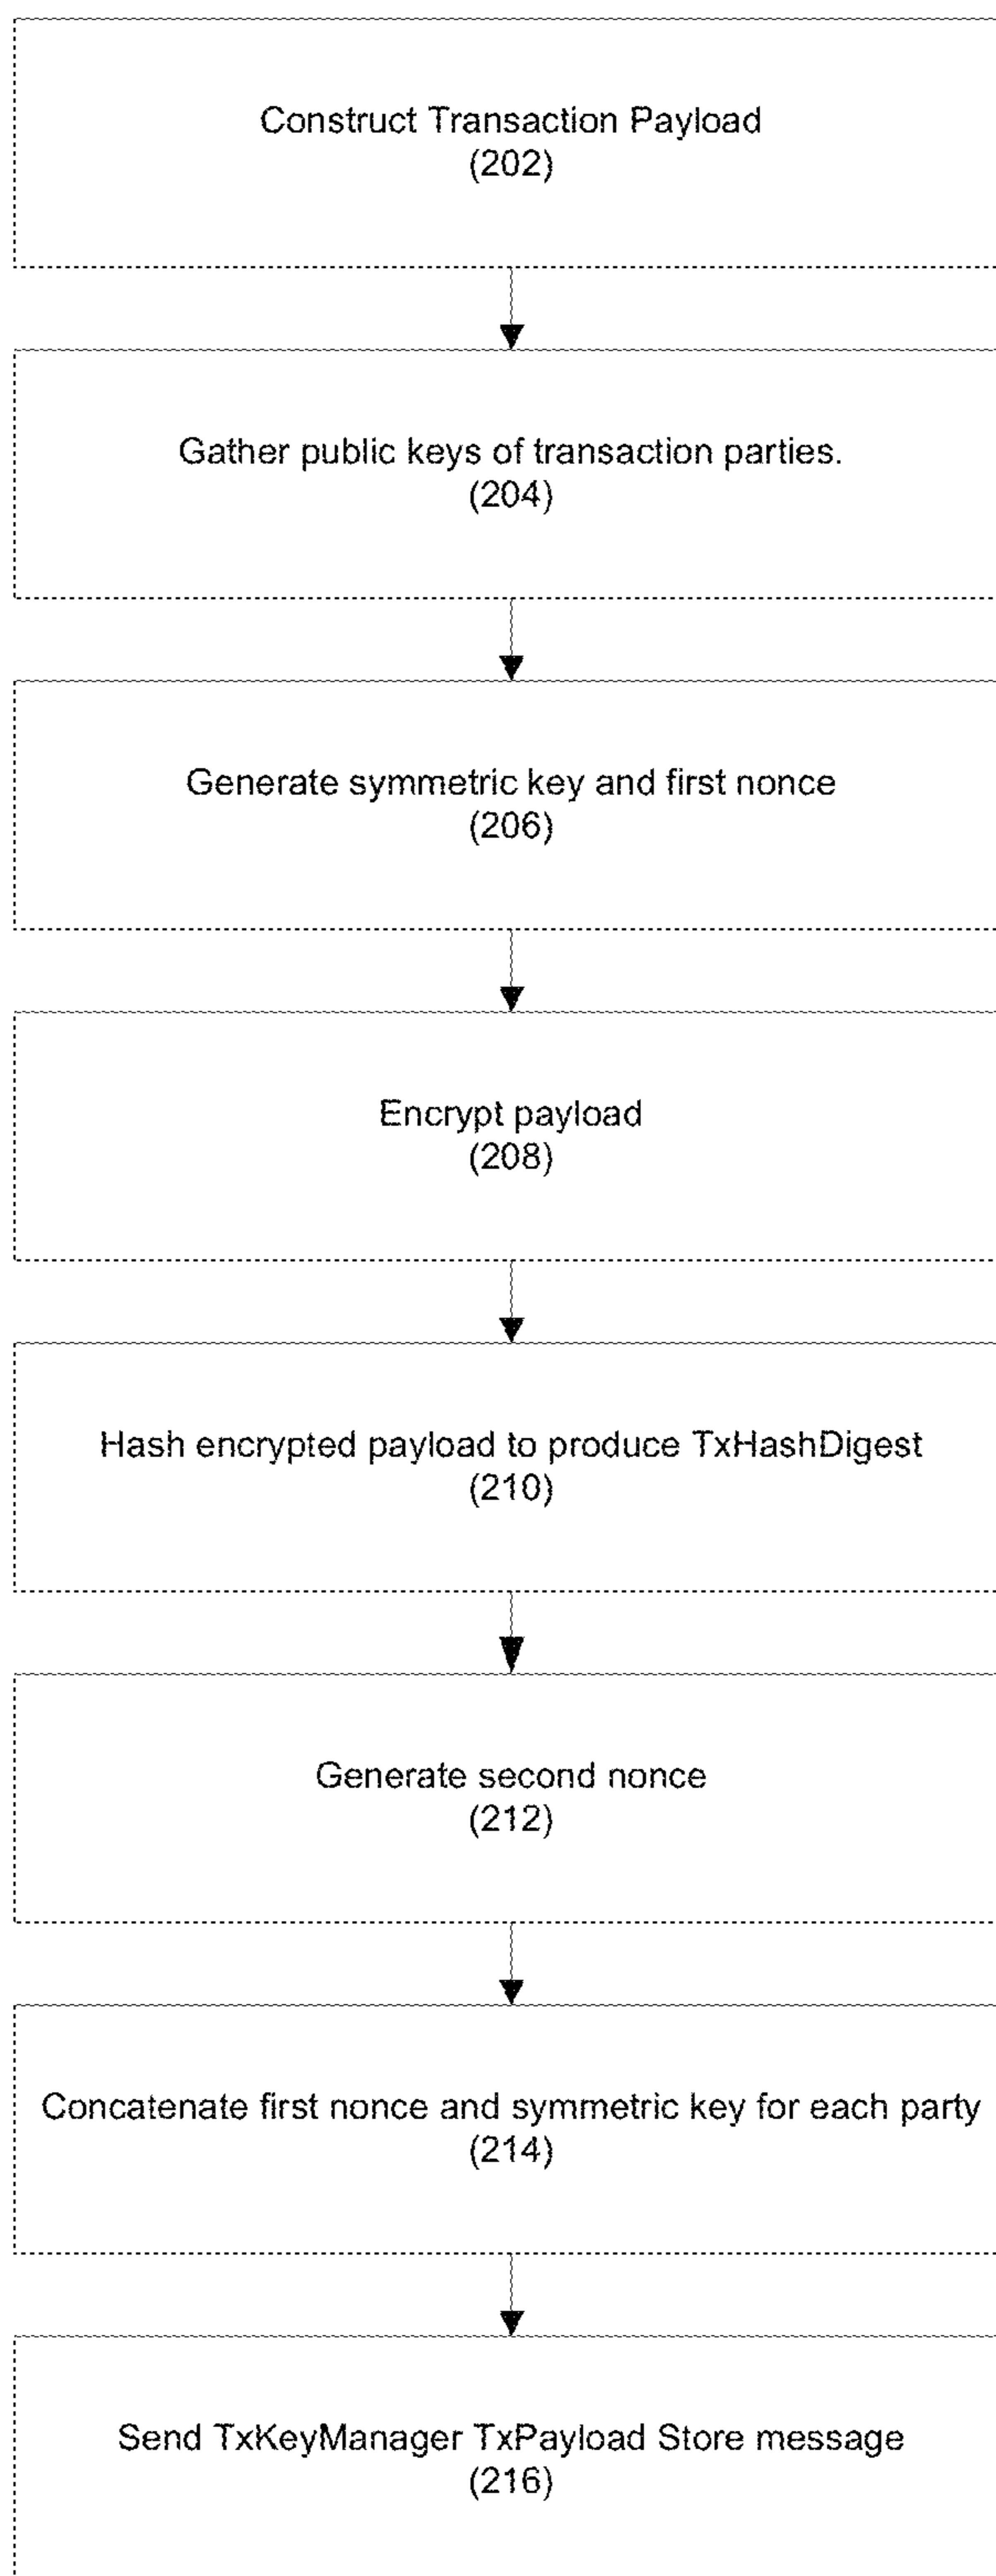 Construct Transaction Payload
(202)
Gather public keys of transaction parties.
(204)
Generate symmetric key and first nonce
(206)
Encrypt payload
(208)
Hash encrypted payload to produce TxHashDigest
(210)
Generate second nonce
(212)
Concatenate first nonce and symmetric key for each party
(214)
Send TxKeyManager TxPayload Store message
(216)